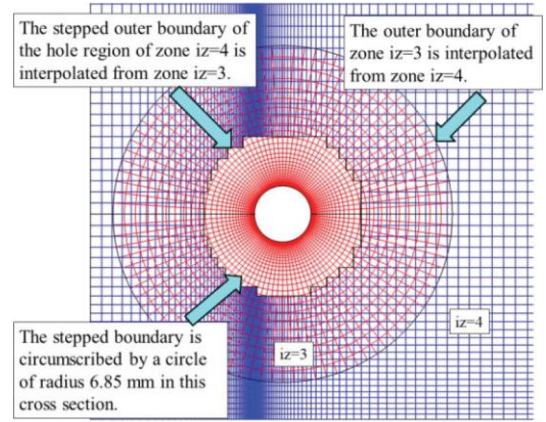 The stepped outer boundary of
the hole region of zone iz=4 is
interpolated from zone iz=3.
The outer boundary of
zone iz=3 is interpolated
from zone iz=4.
The stepped boundary is
circumscribed by a circle
of radius 6.85 mm in this
cross section.
iz=3
iz=4